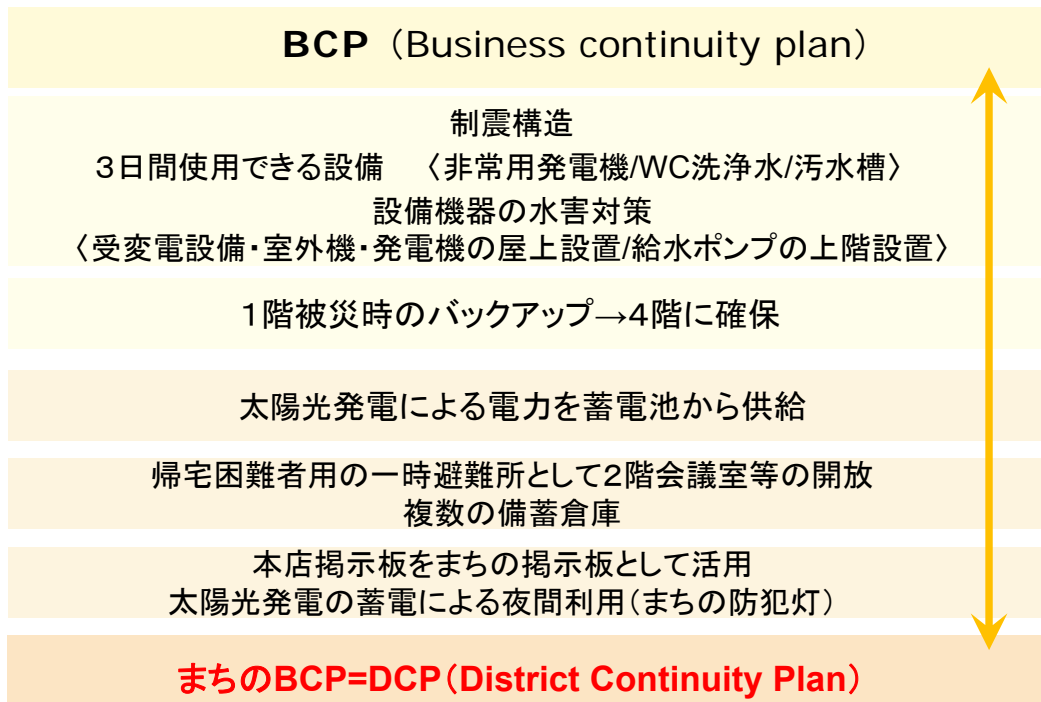 BCP（Business continuity plan）
制震構造
３日間使用できる設備　〈非常用発電機/WC洗浄水/汚水槽〉
設備機器の水害対策
〈受変電設備・室外機・発電機の屋上設置/給水ポンプの上階設置〉
１階被災時のバックアップ→４階に確保
太陽光発電による電力を蓄電池から供給
帰宅困難者用の一時避難所として２階会議室等の開放
複数の備蓄倉庫
本店掲示板をまちの掲示板として活用
太陽光発電の蓄電による夜間利用（まちの防犯灯）
まちのBCP=DCP（District Continuity Plan）